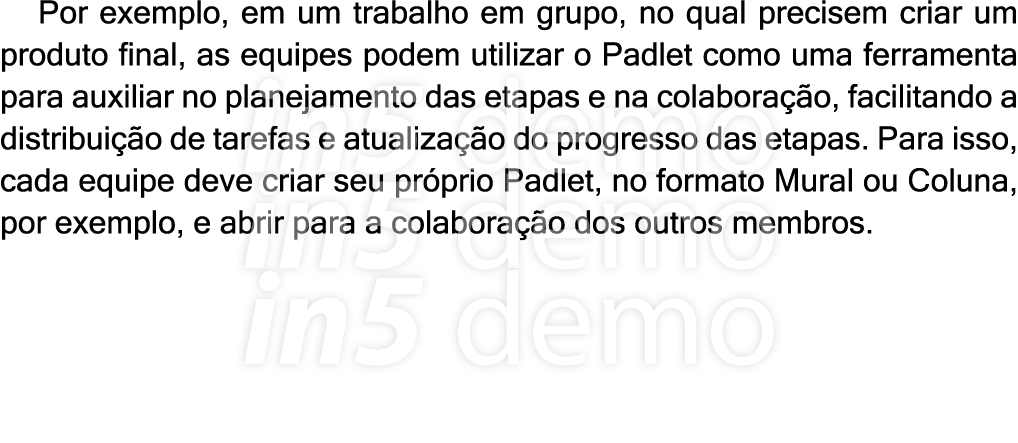 Por exemplo, em um trabalho em grupo, no qual precisem criar um
produto final, as equipes podem utilizar o Padlet como uma ferramenta
para auxiliar no planejamento das etapas e na colaboração, facilitando a
distribuição de tarefas e atualização do progresso das etapas. Para isso,
cada equipe deve criar seu próprio Padlet, no formato Mural ou Coluna,
por exemplo, e abrir para a colaboração dos outros membros.
in5 demo
in5 demo
in5 demo